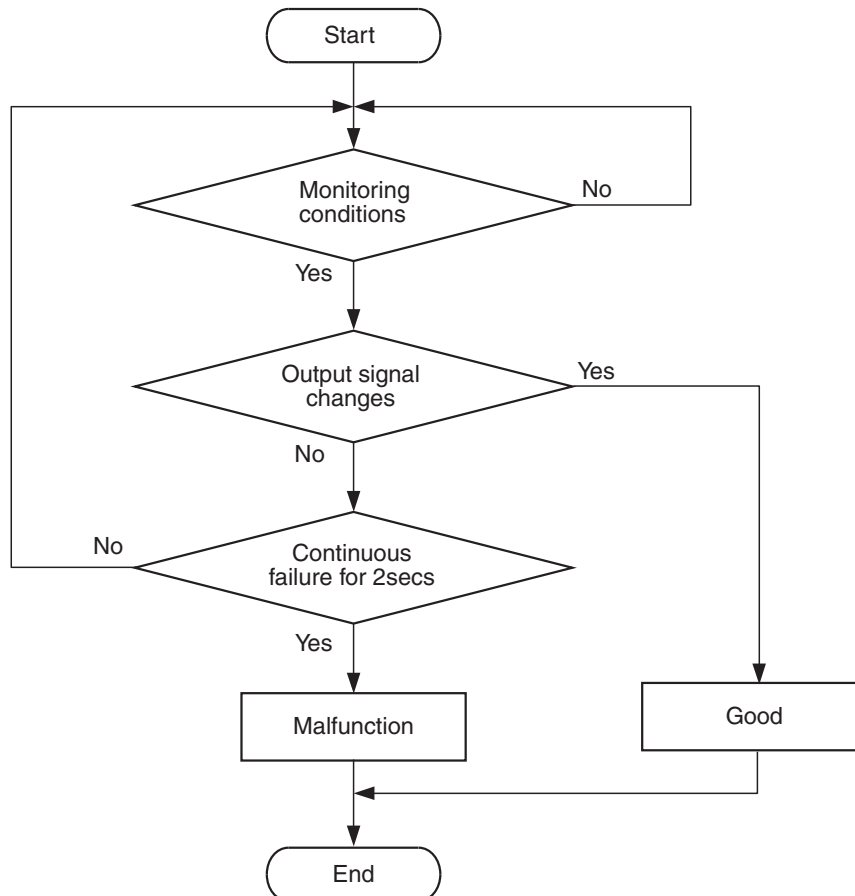 Start
Monitoring
conditions
No
Yes
Output signal
changes
Yes
No
No
Continuous
failure for 2secs
Yes
Malfunction
Good
End